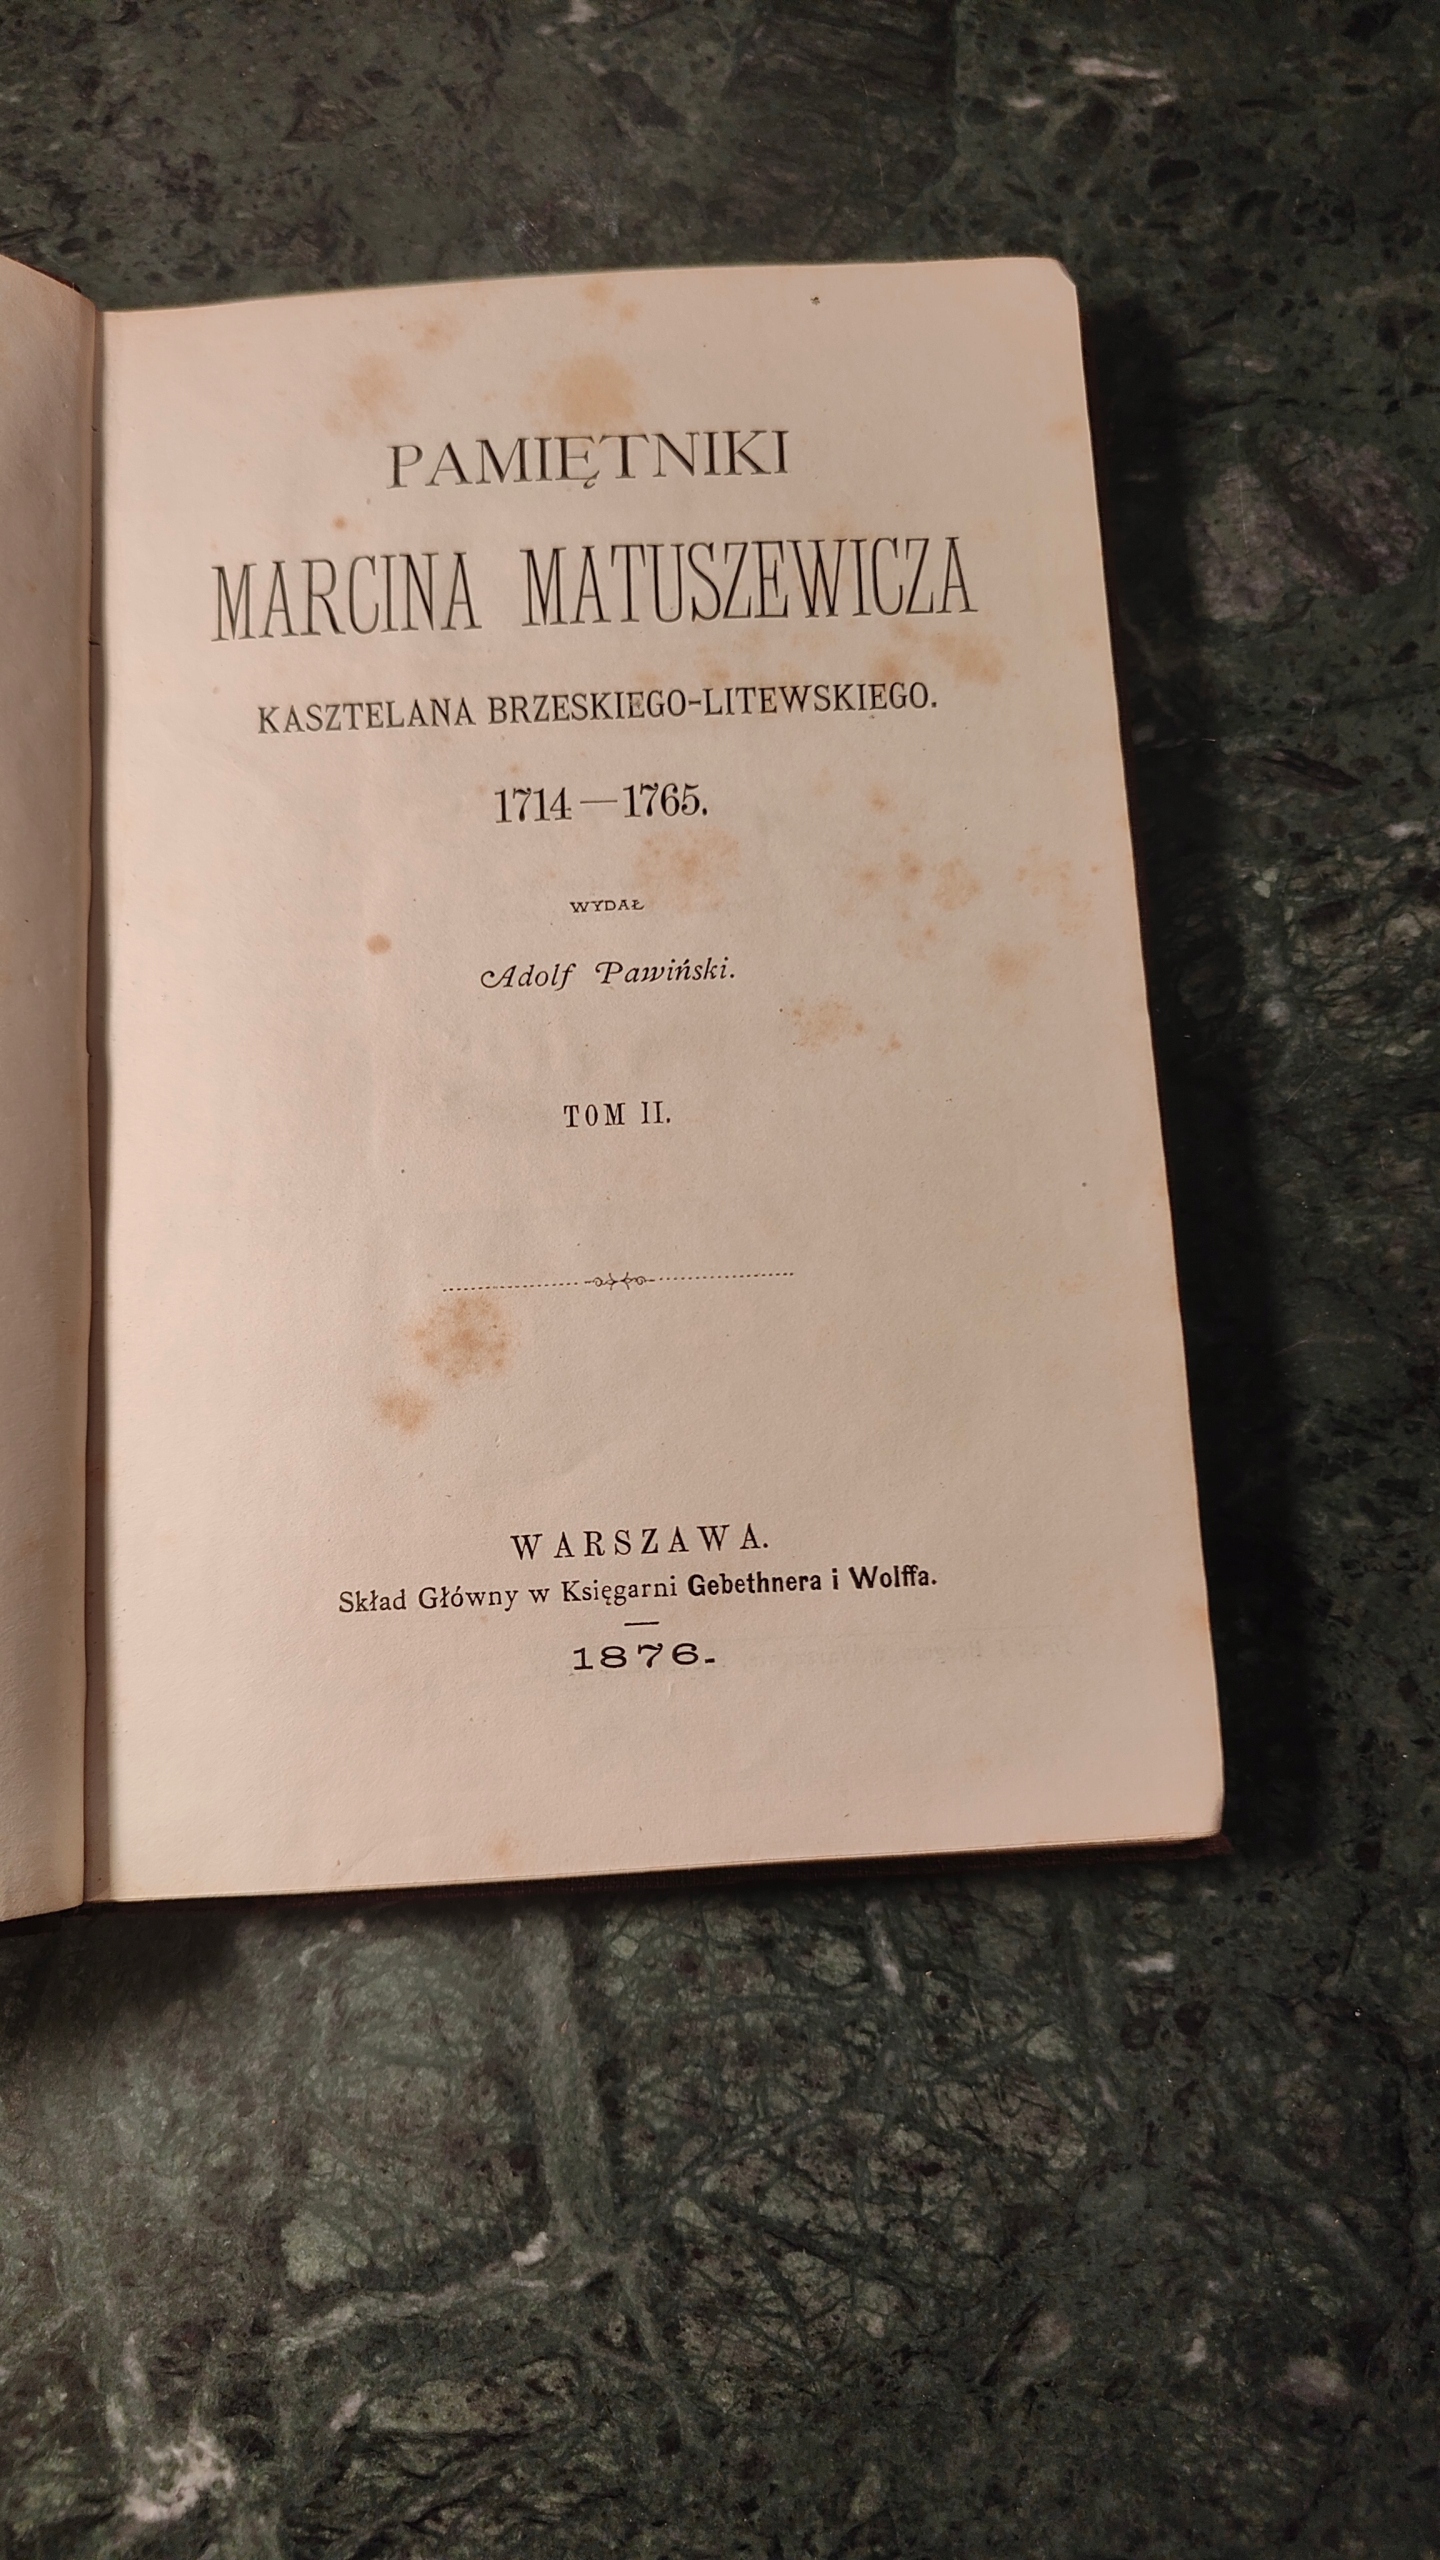 PAMIĘTNIKI
MARCINA MATUSZEWICZA
KASZTELANA BRZESKIEGO-LITEWSKIEGO.
1714—1765.
WYDAŁ
Adolf Pawiński.
TOM II.
WARSZAWA.
Skład Główny w Księgarni Gebethnera i Wolffa.
1876.